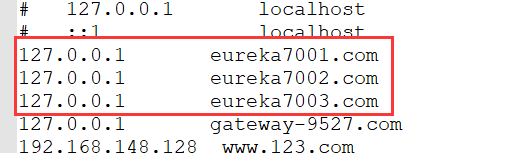 # 127.0.0.1 localhost
# ::1 localhost
127.0.0.1 eureka7001.com
127.0.0.1 eureka7002.com
127.0.0.1 eureka7003.com
127.0.0.1 gateway-9527.com
192.168.148.128 www.123.com